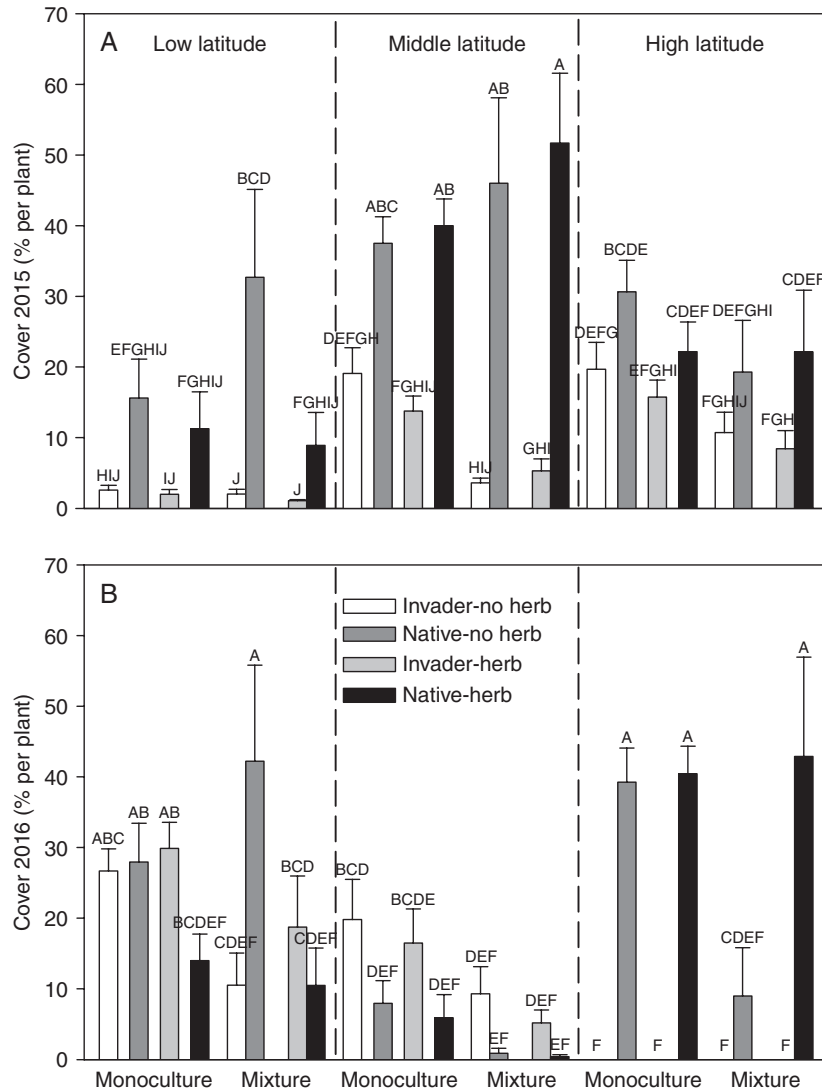 A
Low latitude
Middle latitude
High latitude
Cover 2015 (% per plant)
70
60
50
40
30
20
10
0
HIJ
EFGHIJ
IJ
FGHIJ
J
BCD
J
FGHIJ
DEFGH
ABC
FGHIJ
AB
HIJ
AB
GHIJ
A
DEFG
BCDE
EFGHI
CDEF
FGHIJ
DEFGHI
FGHIJ
CDEF
B
Cover 2016 (% per plant)
70
60
50
40
30
20
10
0
Invader-no herb
Native-no herb
Invader-herb
Native-herb
ABC
AB
AB
BCDEF
CDEF
A
BCD
CDEF
BCD
DEF
BCDE
DEF
DEF
EF
DEF
EF
F
A
F
A
F
CDEF
F
A
Monoculture
Mixture
Monoculture
Mixture
Monoculture
Mixture